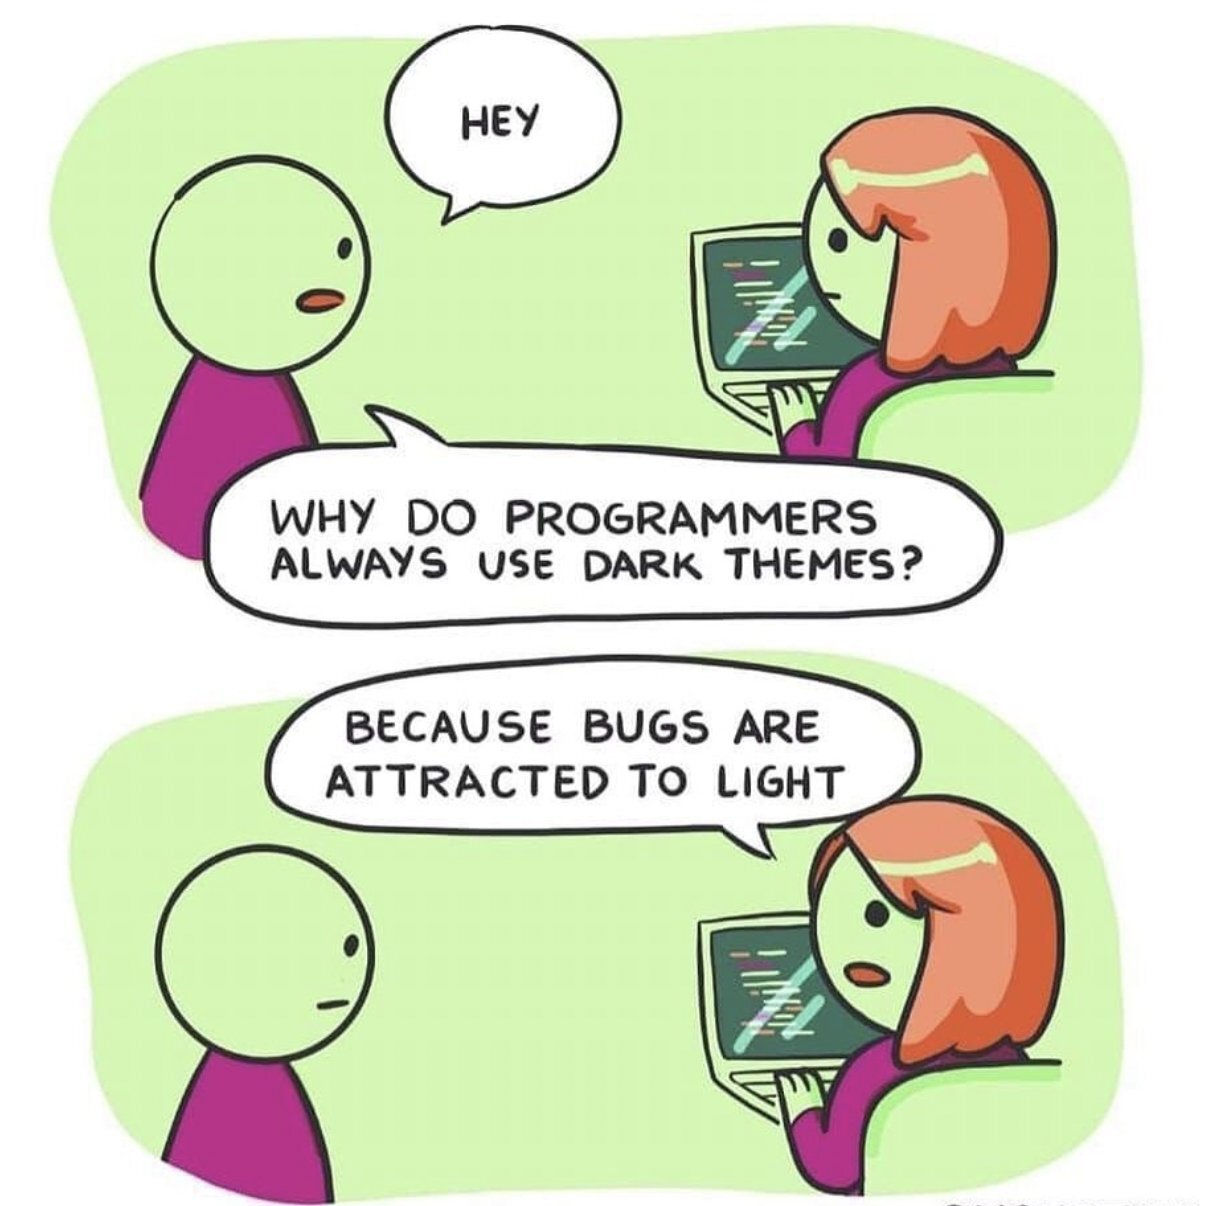 HEY
WHY DO PROGRAMMERS
ALWAYS USE DARK THEMES?
BECAUSE BUGS ARE
ATTRACTED TO LIGHT